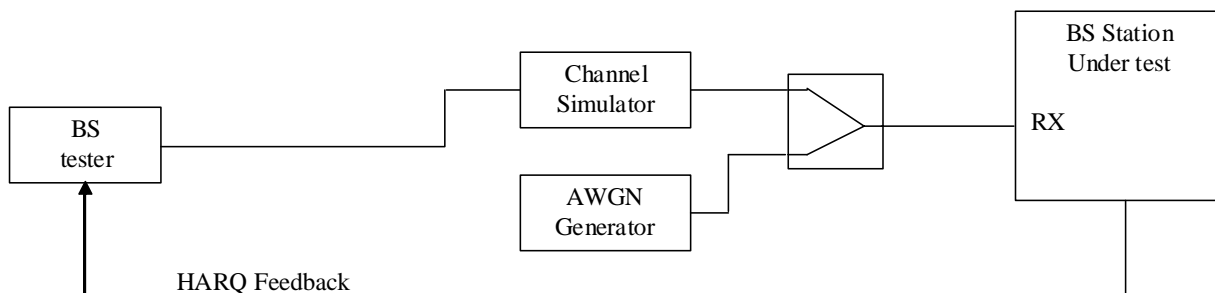 BS
tester
Channel
Simulator
AWGN
Generator
BS Station
Under test
RX
HARQ Feedback